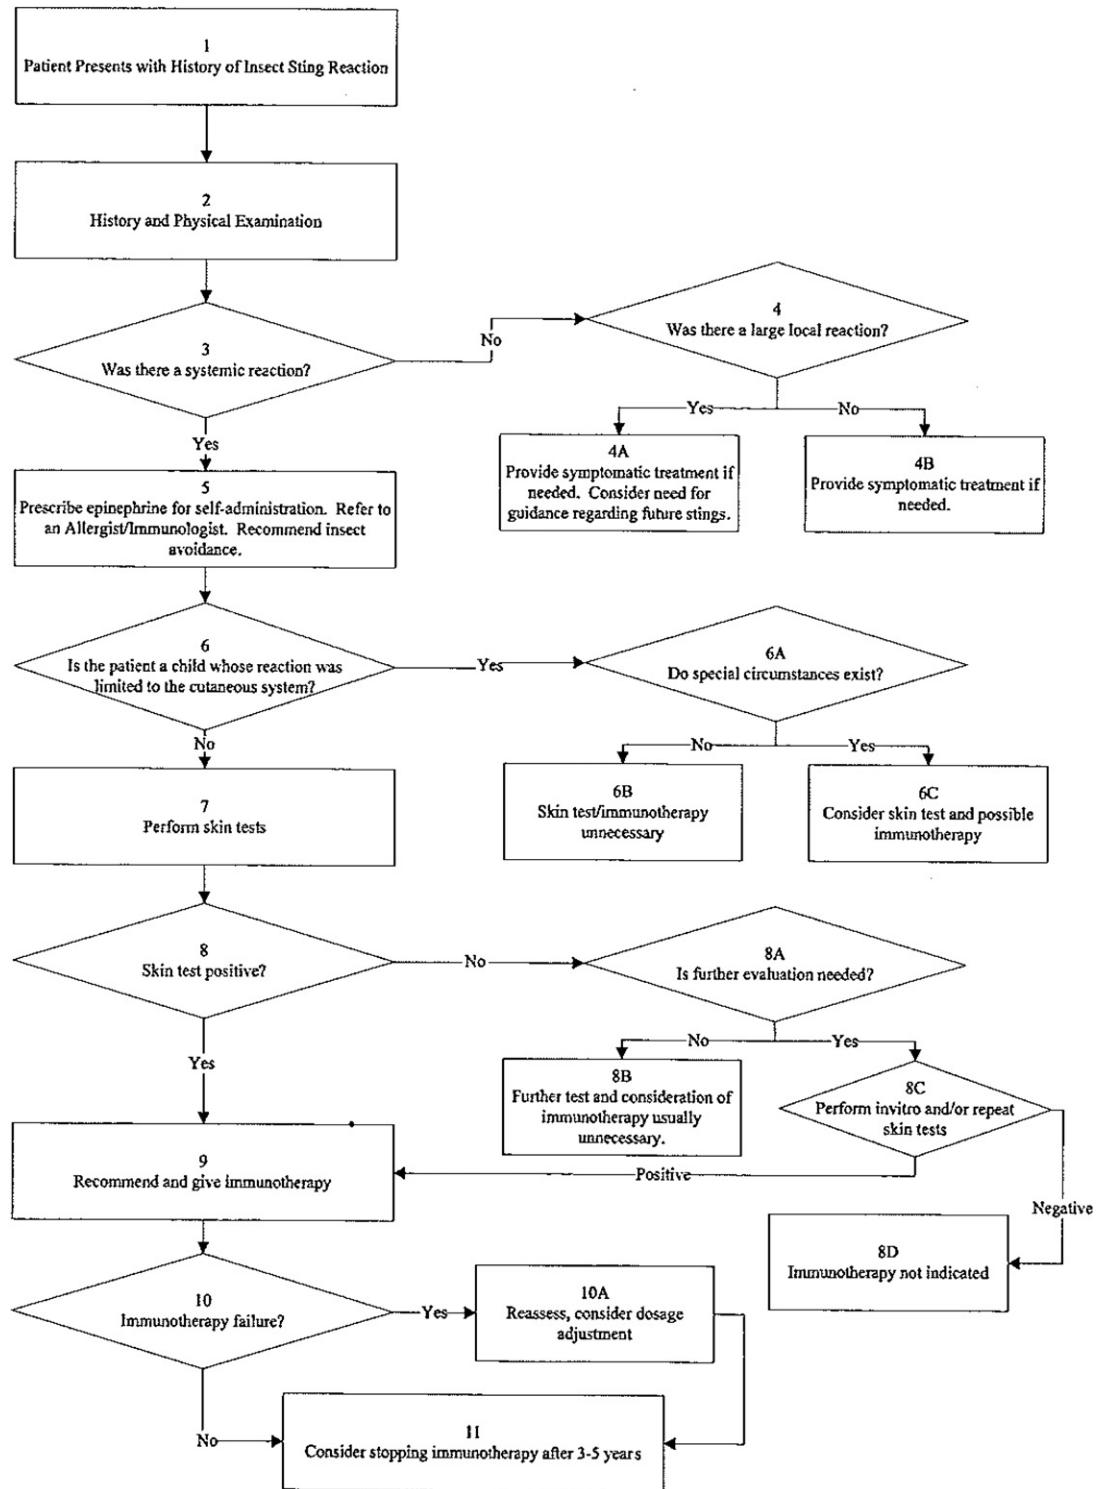 1
Patient Presents with History of Insect Sting Reaction
2
History and Physical Examination
3
Was there a systemic reaction?
No
4
Was there a large local reaction?
Yes
No
4A
Provide symptomatic treatment if
needed. Consider need for
guidance regarding future stings.
4B
Provide symptomatic treatment if
needed.
Yes
5
Prescribe epinephrine for self-administration. Refer to
an Allergist/Immunologist. Recommend insect
avoidance.
6
Is the patient a child whose reaction was
limited to the cutaneous system?
Yes
6A
Do special circumstances exist?
No
Yes
6B
Skin test/immunotherapy
unnecessary
6C
Consider skin test and possible
immunotherapy
No
7
Perform skin tests
8
Skin test positive?
No
8A
Is further evaluation needed?
No
Yes
8B
Further test and consideration of
immunotherapy usually
unnecessary.
8C
Perform invitro and/or repeat
skin tests
Positive
Negative
8D
Immunotherapy not indicated
Yes
9
Recommend and give immunotherapy
10
Immunotherapy failure?
Yes
10A
Reassess, consider dosage
adjustment
No
11
Consider stopping immunotherapy after 3-5 years